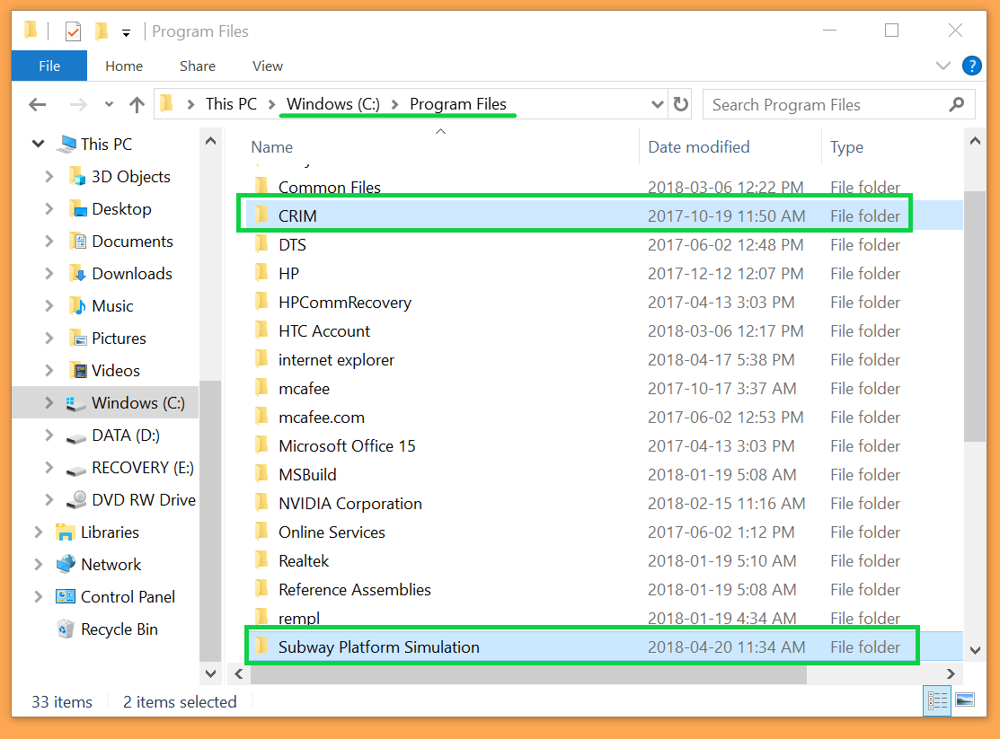 Program Files
File Home Share View ?
This PC Windows (C:) Program Files Search Program Files
This PC
3D Objects
Desktop
Documents
Downloads
Music
Pictures
Videos
Windows (C:)
DATA (D:)
RECOVERY (E:)
DVD RW Drive
Libraries
Network
Control Panel
Recycle Bin
Name Date modified Type
Common Files 2018-03-06 12:22 PM File folder
CRIM 2017-10-19 11:50 AM File folder
DTS 2017-06-02 12:48 PM File folder
HP 2017-12-12 12:07 PM File folder
HPCommRecovery 2017-04-13 3:03 PM File folder
HTC Account 2018-03-06 12:17 PM File folder
internet explorer 2018-04-17 5:38 PM File folder
mcafee 2017-10-17 3:37 AM File folder
mcafee.com 2017-06-02 12:53 PM File folder
Microsoft Office 15 2017-04-13 3:03 PM File folder
MSBuild 2018-01-19 5:08 AM File folder
NVIDIA Corporation 2018-02-15 11:16 AM File folder
Online Services 2017-06-02 1:12 PM File folder
Realtek 2018-01-19 5:10 AM File folder
Reference Assemblies 2018-01-19 5:08 AM File folder
rempl 2018-01-19 4:34 AM File folder
Subway Platform Simulation 2018-04-20 11:34 AM File folder
33 items 2 items selected